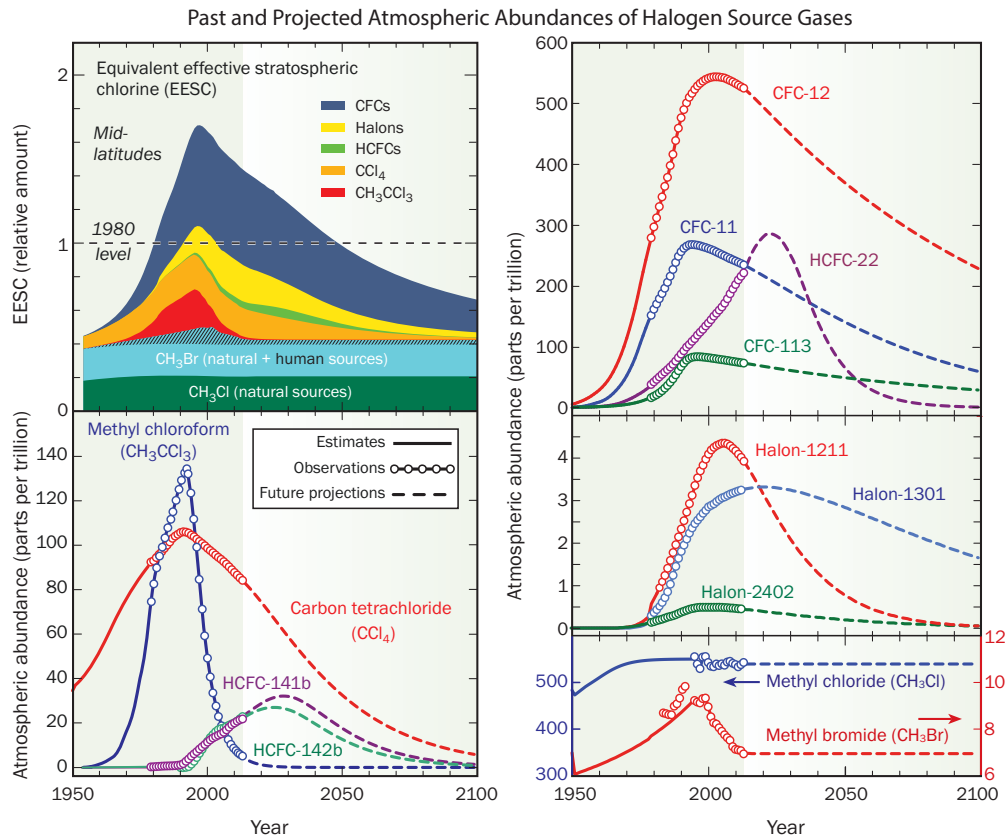 Past and Projected Atmospheric Abundances of Halogen Source Gases
Equivalent effective stratospheric
chlorine (EESC)
Mid-
latitudes
CFCs
Halons
HCFCs
CCl₄
CH₃CCl₃
1980
level
CH₃Br (natural + human sources)
CH₃Cl (natural sources)
EESC (relative amount)
2
1
0
Methyl chloroform
(CH₃CCl₃)
Estimates
Observations
Future projections
Carbon tetrachloride
(CCl₄)
HCFC-141b
HCFC-142b
Atmospheric abundance (parts per trillion)
140
120
100
80
60
40
20
0
1950
2000
2050
2100
Year
600
500
400
300
200
100
0
CFC-12
CFC-11
HCFC-22
CFC-113
Atmospheric abundance (parts per trillion)
4
3
2
1
0
Halon-1211
Halon-1301
Halon-2402
500
400
300
12
10
8
6
Methyl chloride (CH₃Cl)
Methyl bromide (CH₃Br)
1950
2000
2050
2100
Year